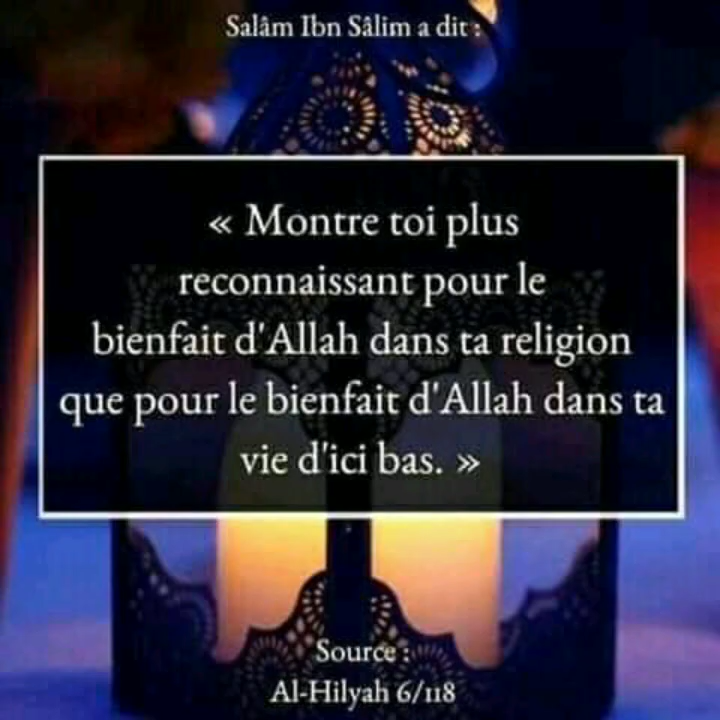 Salâm Ibn Sâlim a dit :
« Montre toi plus
reconnaissant pour le
bienfait d'Allah dans ta religion
que pour le bienfait d'Allah dans ta
vie d'ici bas. »
Source :
Al-Hilyah 6/118